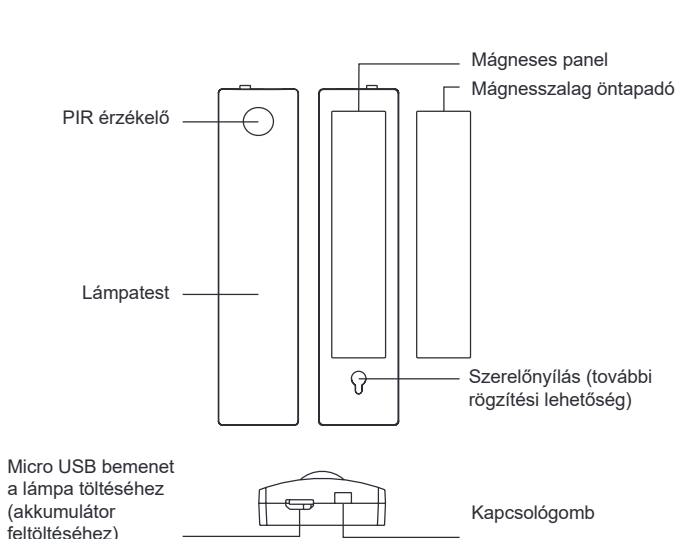 Mágneses panel
Mágnesszalag öntapadó
PIR érzékelő
Lámpatest
Szerelőnyílás (további
rögzítési lehetőség)
Micro USB bemenet
a lámpa töltéséhez
(akkumulátor
feltöltéséhez)
Kapcsológomb